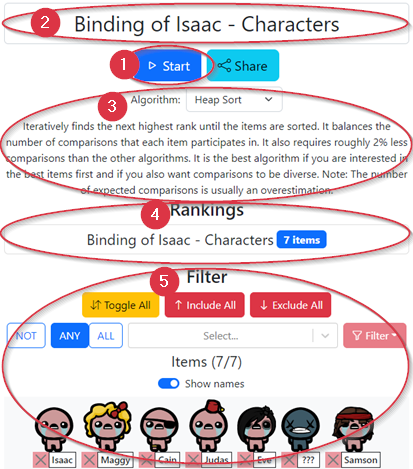 2 Binding of Isaac - Characters
1 Start Share
3 Algorithm: Heap Sort
Iteratively finds the next highest rank until the items are sorted. It balances the
number of comparisons that each item participates in. It also requires roughly 2% less
comparisons than the other algorithms. It is the best algorithm if you are interested in
the best items first and if you also want comparisons to be diverse. Note: The number
of expected comparisons is usually an overestimation.
Rankings
4
Binding of Isaac - Characters 7 items
5 Filter
Toggle All Include All Exclude All
NOT ANY ALL Select... Filter
Items (7/7)
Show names
Isaac Maggy Cain Judas Eve ??? Samson